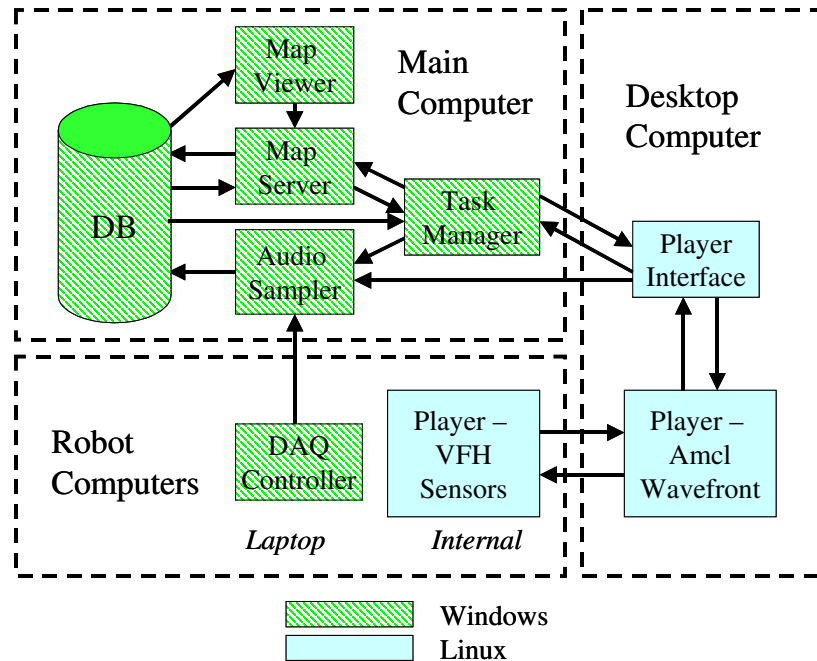 Map
Viewer
Main
Computer
Desktop
Computer
Map
Server
DB
Task
Manager
Player
Interface
Audio
Sampler
Robot
Computers
DAQ
Controller
Laptop
Player –
VFH
Sensors
Internal
Player –
Amcl
Wavefront
Windows
Linux